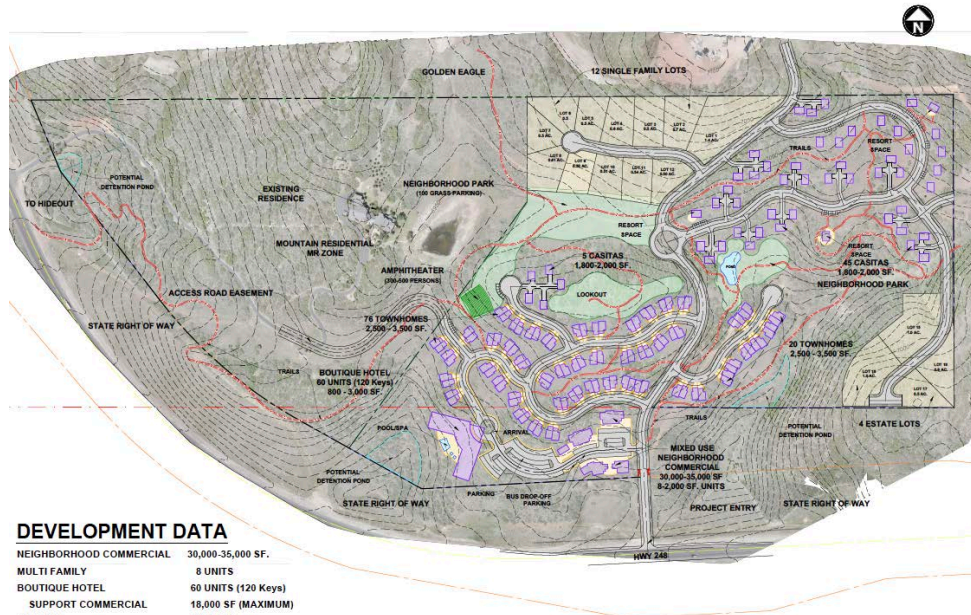 N
GOLDEN EAGLE
12 SINGLE FAMILY LOTS
TRAILS
RESORT
SPACE
POTENTIAL
DETENTION POND
EXISTING
RESIDENCE
NEIGHBORHOOD PARK
(100 GRASS PARKING)
TO HIDEOUT
MOUNTAIN RESIDENTIAL
MR ZONE
RESORT
SPACE
5 CASITAS
1,800-2,000 SF.
POND
RESORT
SPACE
45 CASITAS
1,800-2,000 SF.
NEIGHBORHOOD PARK
AMPHITHEATER
(300-500 PERSONS)
LOOKOUT
ACCESS ROAD EASEMENT
STATE RIGHT OF WAY
76 TOWNHOMES
2,500 - 3,500 SF.
20 TOWNHOMES
2,500 - 3,500 SF.
TRAILS
BOUTIQUE HOTEL
60 UNITS (120 Keys)
800 - 3,000 SF.
TRAILS
4 ESTATE LOTS
POOL/SPA
ARRIVAL
POTENTIAL
DETENTION POND
MIXED USE
NEIGHBORHOOD
COMMERCIAL
30,000-35,000 SF
8-2,000 SF. UNITS
POTENTIAL
DETENTION POND
PARKING
BUS DROP-OFF
PARKING
STATE RIGHT OF WAY
PROJECT ENTRY
STATE RIGHT OF WAY
HWY 248
DEVELOPMENT DATA
NEIGHBORHOOD COMMERCIAL 30,000-35,000 SF.
MULTI FAMILY 8 UNITS
BOUTIQUE HOTEL 60 UNITS (120 Keys)
SUPPORT COMMERCIAL 18,000 SF (MAXIMUM)